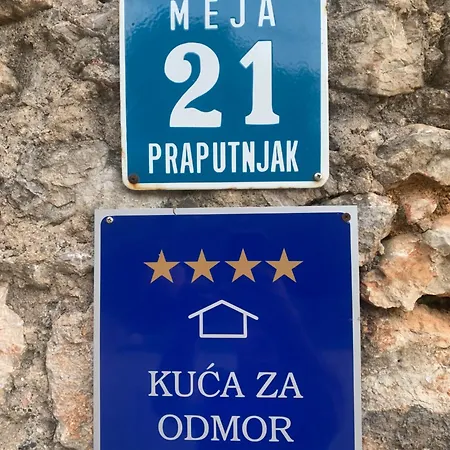 MEJA
21
PRAPUTNJAK
KUĆA ZA
ODMOR